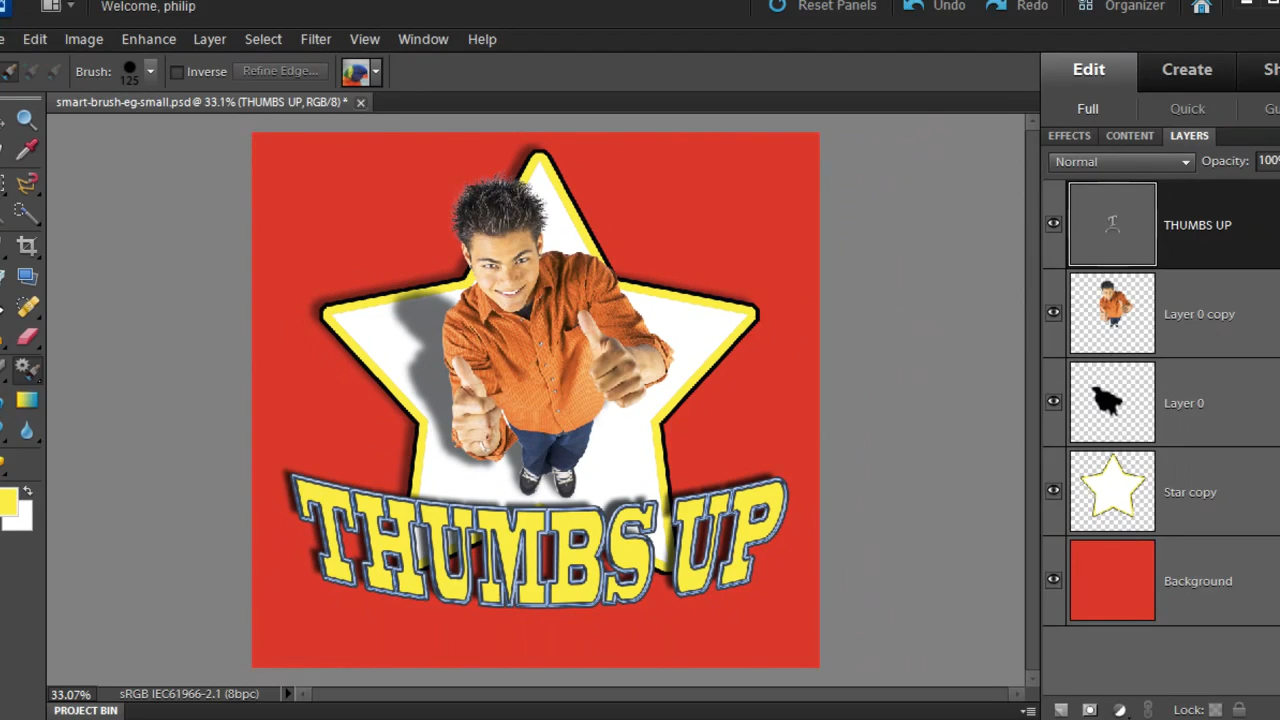 Welcome, philip
Reset Panels
Undo
Redo
Organizer
Edit
Image
Enhance
Layer
Select
Filter
View
Window
Help
Brush:
125
Inverse
Refine Edge...
Edit
Create
smart-brush-eg-small.psd @ 33.1% (THUMBS UP, RGB/8) *
Full
Quick
EFFECTS
CONTENT
LAYERS
Normal
Opacity:
100%
T
THUMBS UP
Layer 0 copy
Layer 0
Star copy
Background
THUMBS UP
33.07%
sRGB IEC61966-2.1 (8bpc)
PROJECT BIN
Lock: